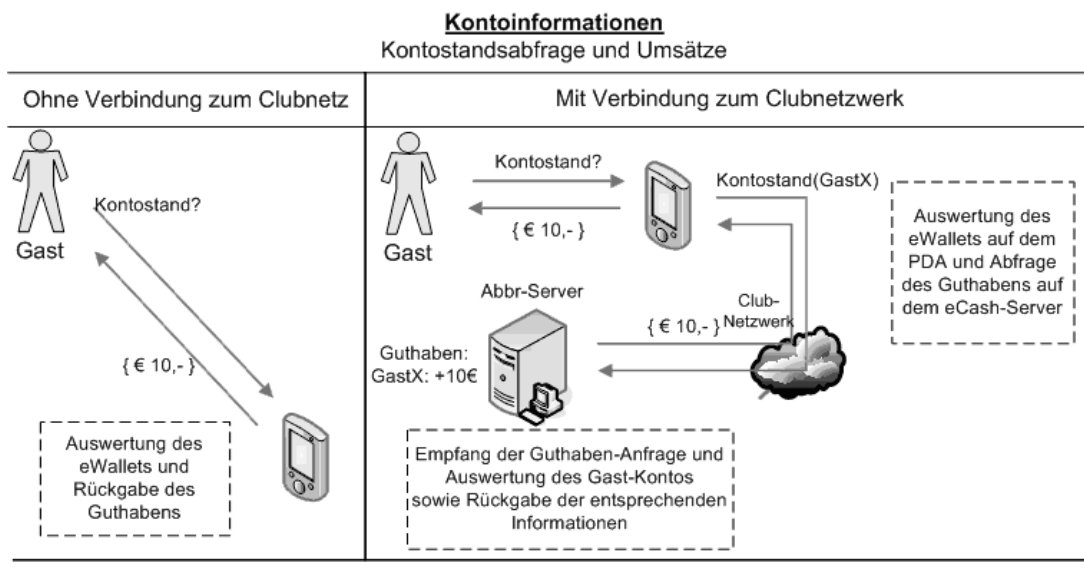 Kontoinformationen
Kontostandsabfrage und Umsätze
Ohne Verbindung zum Clubnetz
Kontostand?
Gast
{ € 10,- }
Auswertung des
eWallets und
Rückgabe des
Guthabens
Mit Verbindung zum Clubnetzwerk
Kontostand?
Kontostand(GastX)
{ € 10,- }
Gast
Auswertung des
eWallets auf dem
PDA und Abfrage
des Guthabens auf
dem eCash-Server
Abbr-Server
Club-
Netzwerk
{ € 10,- }
Guthaben:
GastX: +10€
Empfang der Guthaben-Anfrage und
Auswertung des Gast-Kontos
sowie Rückgabe der entsprechenden
Informationen